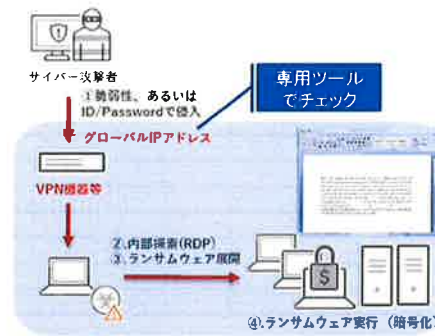 サイバー攻撃者
①脆弱性、あるいは
ID/Passwordで侵入
専用ツール
でチェック
グローバルIPアドレス
VPN機器等
②.内部探索(RDP)
③.ランサムウェア展開
$
④.ランサムウェア実行（暗号化）